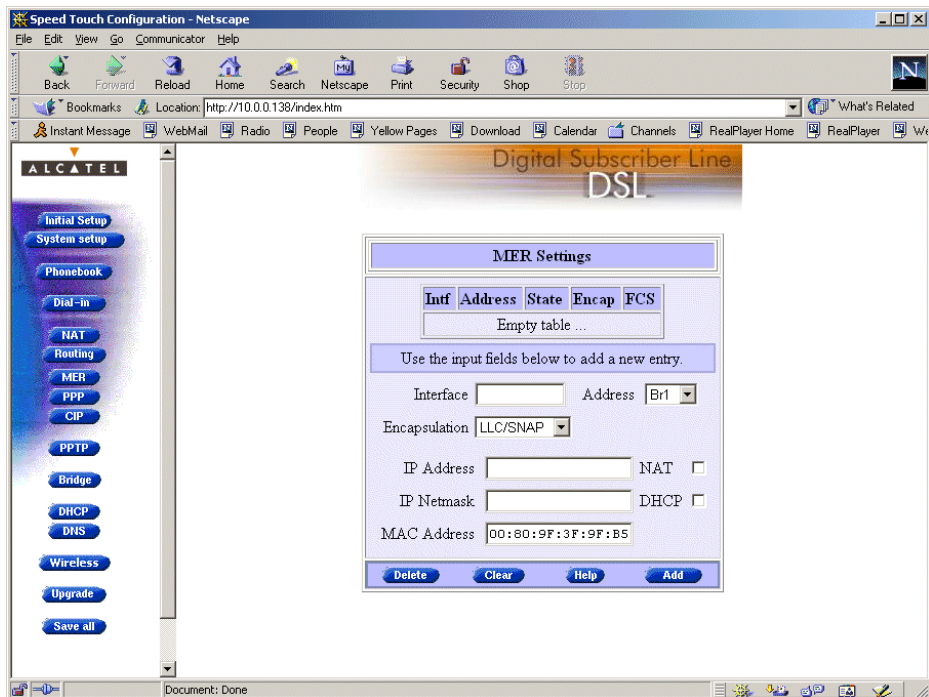 Speed Touch Configuration - Netscape
File Edit View Go Communicator Help
Back Forward Reload Home Search Netscape Print Security Shop Stop
My
N
Bookmarks Location: http://10.0.0.138/index.htm What's Related
Instant Message WebMail Radio People Yellow Pages Download Calendar Channels RealPlayer Home RealPlayer We
ALCATEL
Digital Subscriber Line
DSL
Initial Setup
System setup
Phonebook
Dial-in
NAT
Routing
MER
PPP
CIP
PPTP
Bridge
DHCP
DNS
Wireless
Upgrade
Save all
MER Settings
Intf Address State Encap FCS
Empty table ...
Use the input fields below to add a new entry.
Interface Address Br1
Encapsulation LLC/SNAP
IP Address NAT
IP Netmask DHCP
MAC Address 00:80:9F:3F:9F:B5
Delete Clear Help Add
Document: Done